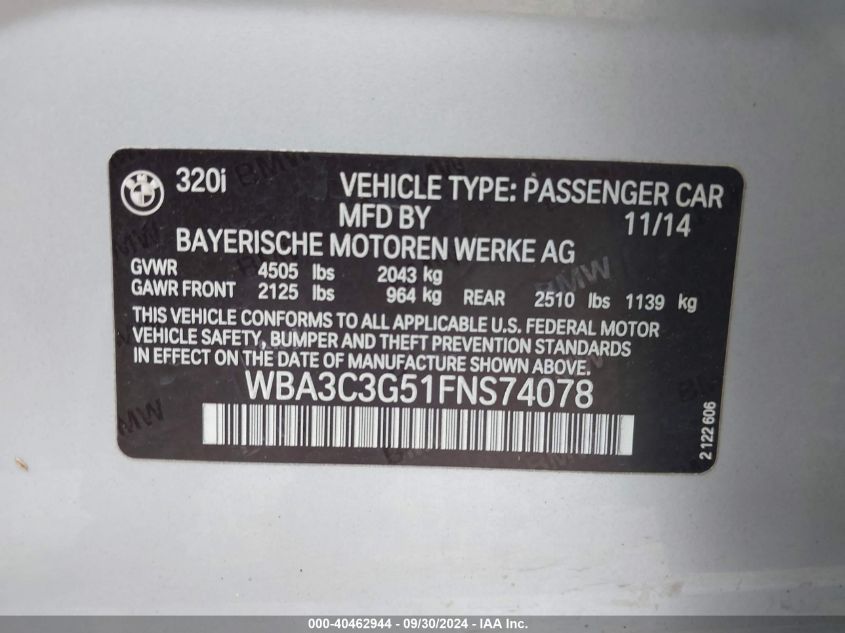 BMW 320i VEHICLE TYPE: PASSENGER CAR
MFD BY 11/14
BAYERISCHE MOTOREN WERKE AG
GVWR 4505 lbs 2043 kg
GAWR FRONT 2125 lbs 964 kg REAR 2510 lbs 1139 kg
THIS VEHICLE CONFORMS TO ALL APPLICABLE U.S. FEDERAL MOTOR
VEHICLE SAFETY, BUMPER AND THEFT PREVENTION STANDARDS
IN EFFECT ON THE DATE OF MANUFACTURE SHOWN ABOVE.
WBA3C3G51FNS74078
2 122 606
000-40462944 - 09/30/2024 - IAA Inc.